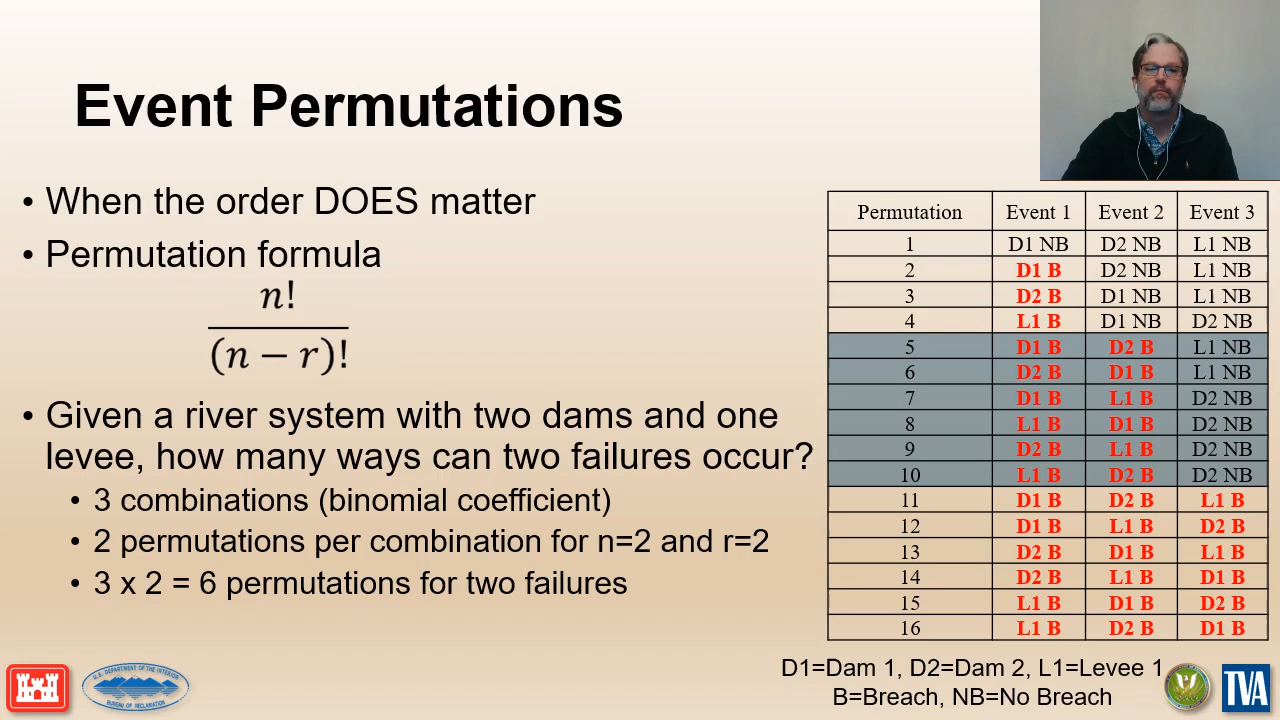 Event Permutations
• When the order DOES matter
• Permutation formula
n!
(n − r)!
• Given a river system with two dams and one
levee, how many ways can two failures occur?
• 3 combinations (binomial coefficient)
• 2 permutations per combination for n=2 and r=2
• 3 x 2 = 6 permutations for two failures
Permutation Event 1 Event 2 Event 3
1 D1 NB D2 NB L1 NB
2 D1 B D2 NB L1 NB
3 D2 B D1 NB L1 NB
4 L1 B D1 NB D2 NB
5 D1 B D2 B L1 NB
6 D2 B D1 B L1 NB
7 D1 B L1 B D2 NB
8 L1 B D1 B D2 NB
9 D2 B L1 B D2 NB
10 L1 B D2 B D2 NB
11 D1 B D2 B L1 B
12 D1 B L1 B D2 B
13 D2 B D1 B L1 B
14 D2 B L1 B D1 B
15 L1 B D1 B D2 B
16 L1 B D2 B D1 B
D1=Dam 1, D2=Dam 2, L1=Levee 1
B=Breach, NB=No Breach
U.S. DEPARTMENT OF THE INTERIOR
BUREAU OF RECLAMATION
TVA